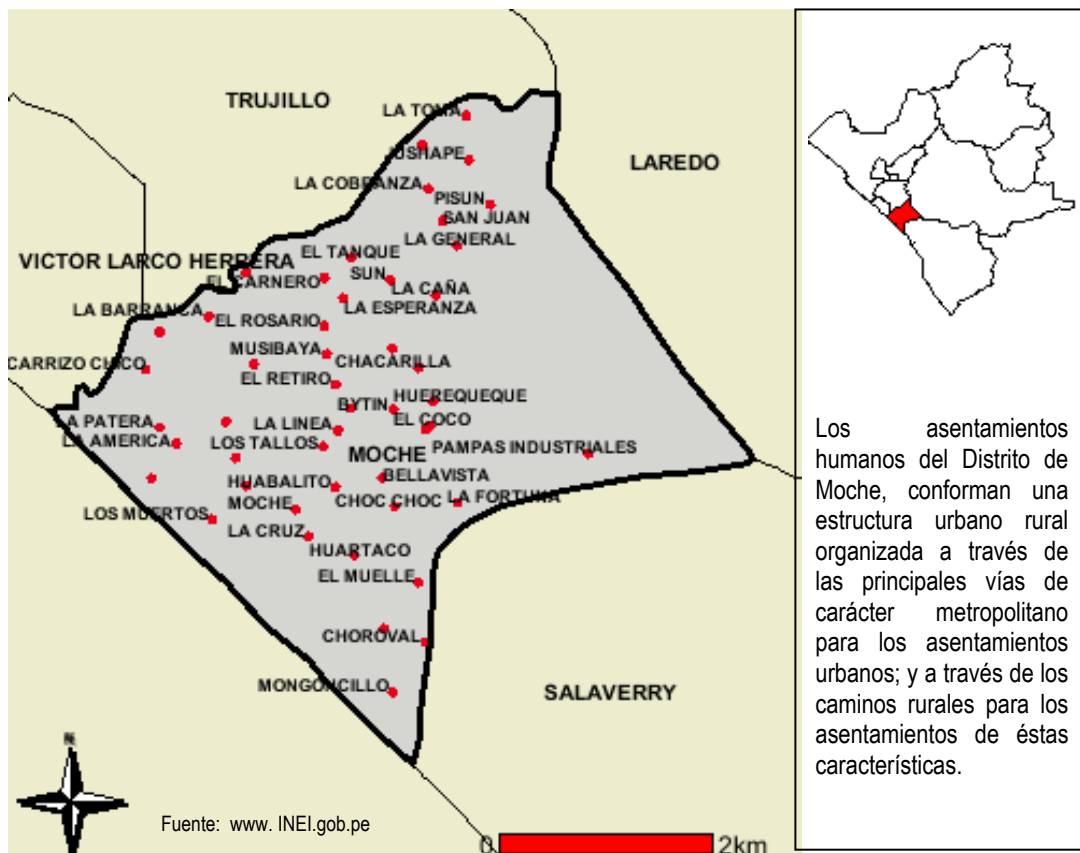 TRUJILLO
LA TOMA
LAREDO
JUSHAPE
LA COBRANZA
PISUN
SAN JUAN
LA GENERAL
EL TANQUE
VICTOR LARCO HERRERA
SUN
EL CARNERO
LA CAÑA
LA BARRANCA
LA ESPERANZA
EL ROSARIO
MUSIBAYA
CHACARILLA
CARRIZO CHICO
EL RETIRO
HUEREQUEQUE
BYTIN
LA PATERA
LA LINEA
EL COCO
LA AMERICA
LOS TALLOS
MOCHE
PAMPAS INDUSTRIALES
BELLAVISTA
HUABALITO
MOCHE
CHOC CHOC
LA FORTUNA
LOS MUERTOS
LA CRUZ
HUARTACO
EL MUELLE
CHOROVAL
MONGONCILLO
SALAVERRY
N
Fuente: www. INEI.gob.pe
0 2km
Los asentamientos
humanos del Distrito de
Moche, conforman una
estructura urbano rural
organizada a través de
las principales vías de
carácter metropolitano
para los asentamientos
urbanos; y a través de los
caminos rurales para los
asentamientos de éstas
características.